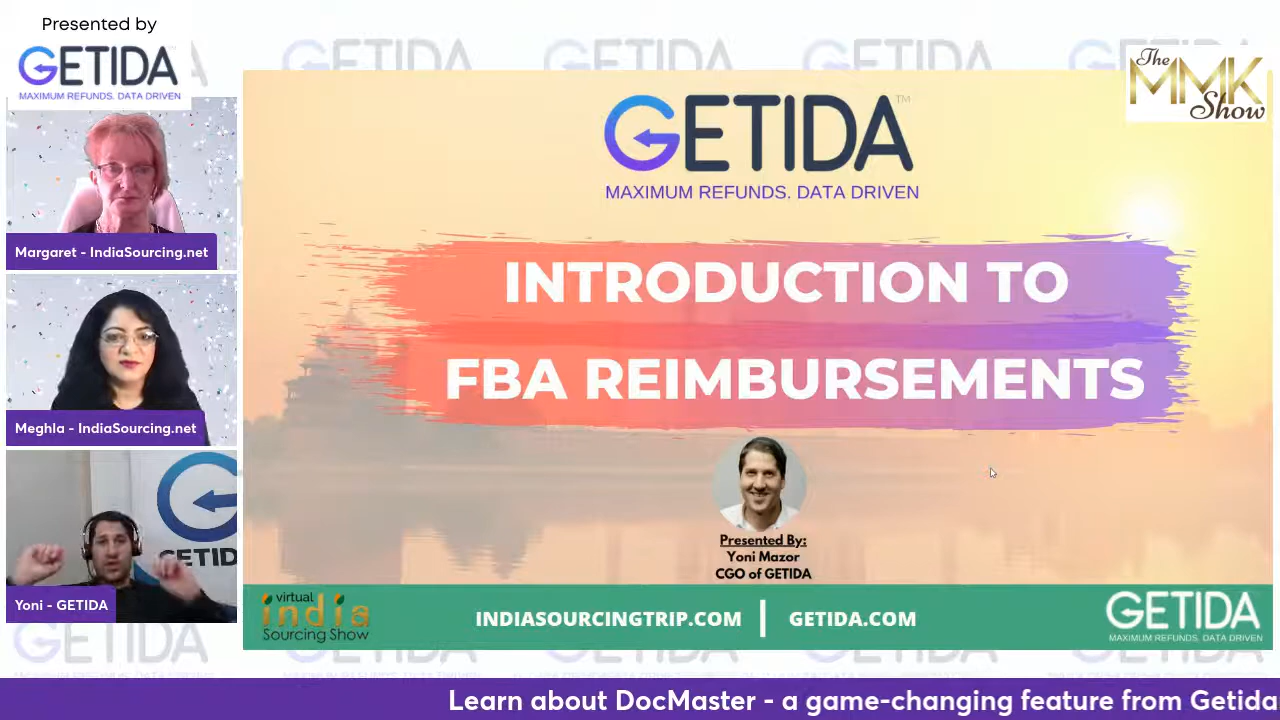 Presented by
GETIDA
MAXIMUM REFUNDS. DATA DRIVEN
The
MMK
Show
Margaret - IndiaSourcing.net
Meghla - IndiaSourcing.net
GETIDA
Yoni - GETIDA
GETIDA™
MAXIMUM REFUNDS. DATA DRIVEN
INTRODUCTION TO
FBA REIMBURSEMENTS
Presented By:
Yoni Mazor
CGO of GETIDA
virtual
india
Sourcing Show
INDIASOURCINGTRIP.COM | GETIDA.COM
GETIDA
MAXIMUM REFUNDS. DATA DRIVEN
Learn about DocMaster - a game-changing feature from Getida